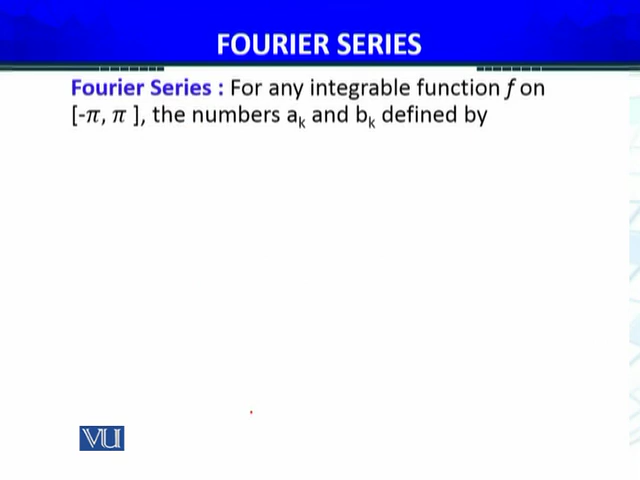 FOURIER SERIES
Fourier Series : For any integrable function f on
[-π, π ], the numbers aₖ and bₖ defined by
VU